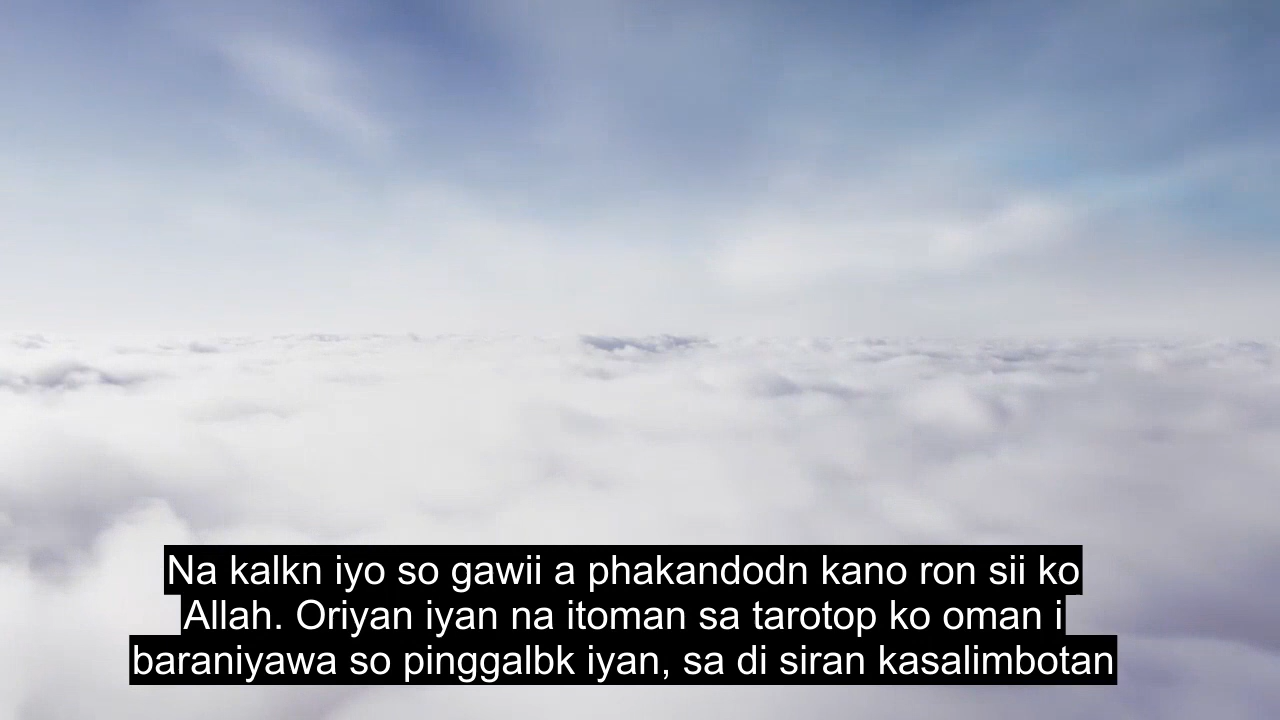 Na kalkn iyo so gawii a phakandodn kano ron sii ko
Allah. Oriyan iyan na itoman sa tarotop ko oman i
baraniyawa so pinggalbk iyan, sa di siran kasalimbotan